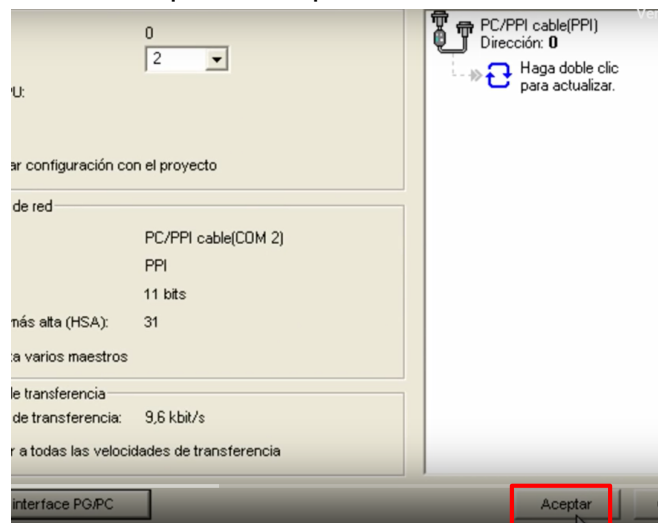 0
2
U:
ar configuración con el proyecto
de red
PC/PPI cable(COM 2)
PPI
11 bits
más alta (HSA): 31
a varios maestros
de transferencia
de transferencia: 9,6 kbit/s
r a todas las velocidades de transferencia
interface PG/PC
PC/PPI cable(PPI)
Dirección: 0
Haga doble clic
para actualizar.
Aceptar
Ver